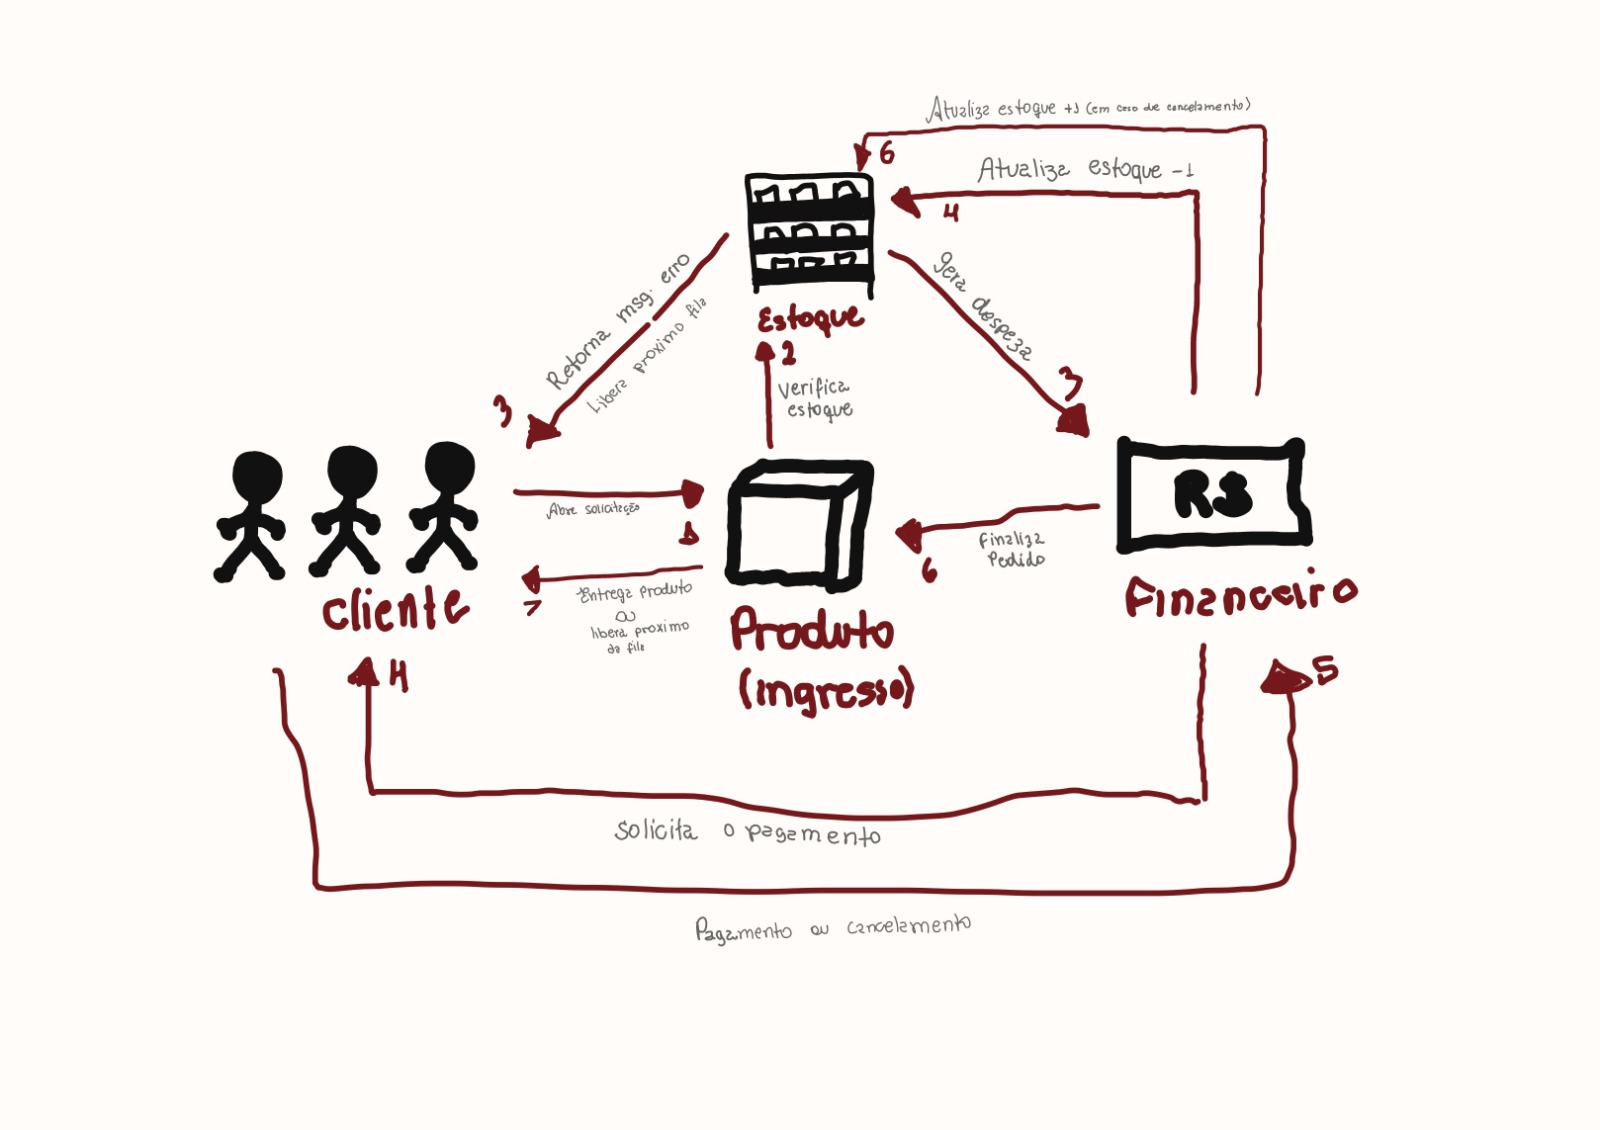 Atualiza estoque +1 (em caso de cancelamento)
6
Atualiza estoque -1
4
Retorna msg. erro
Libera proximo fila
gera despeza
Estoque
2
Verifica
estoque
3
3
R$
Abre solicitação
1
Finaliza
Pedido
6
Entrega produto
ou
libera proximo
da fila
7
Cliente
Produto
(ingresso)
Financeiro
4
5
Solicita o pagamento
Pagamento ou cancelamento